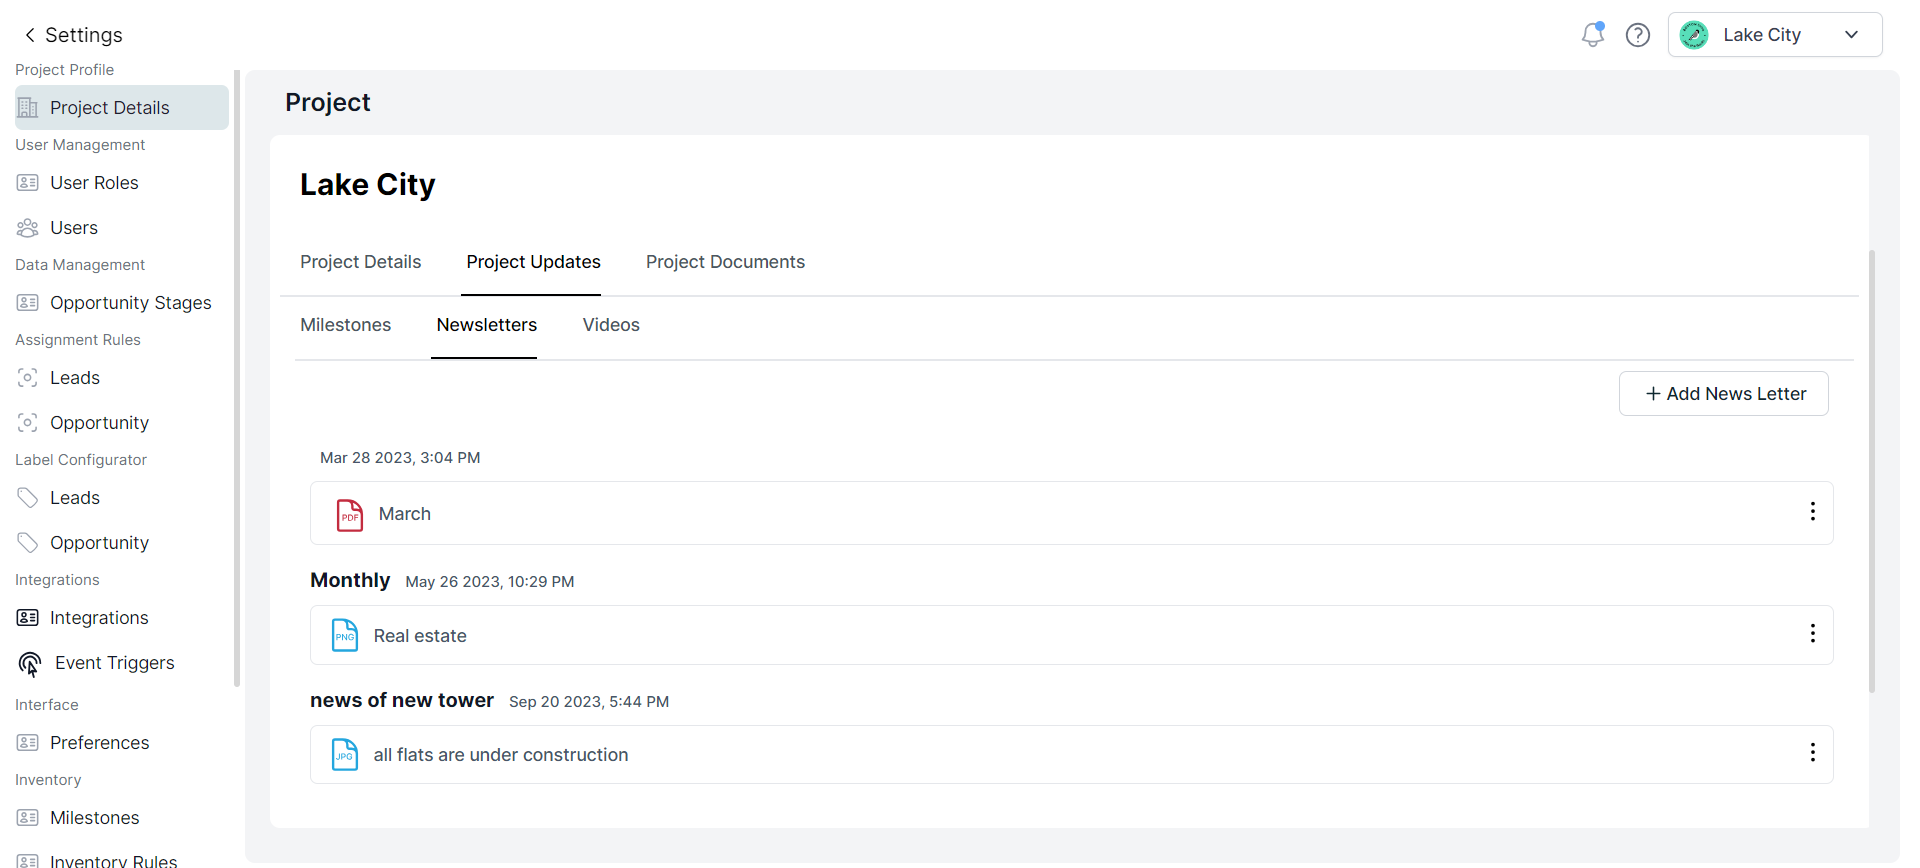 Settings
Lake City
Project Profile
Project Details
User Management
User Roles
Users
Data Management
Opportunity Stages
Assignment Rules
Leads
Opportunity
Label Configurator
Leads
Opportunity
Integrations
Integrations
Event Triggers
Interface
Preferences
Inventory
Milestones
Inventory Rules
Project
Lake City
Project Details Project Updates Project Documents
Milestones Newsletters Videos
+ Add News Letter
Mar 28 2023, 3:04 PM
PDF March
Monthly May 26 2023, 10:29 PM
PNG Real estate
news of new tower Sep 20 2023, 5:44 PM
JPG all flats are under construction